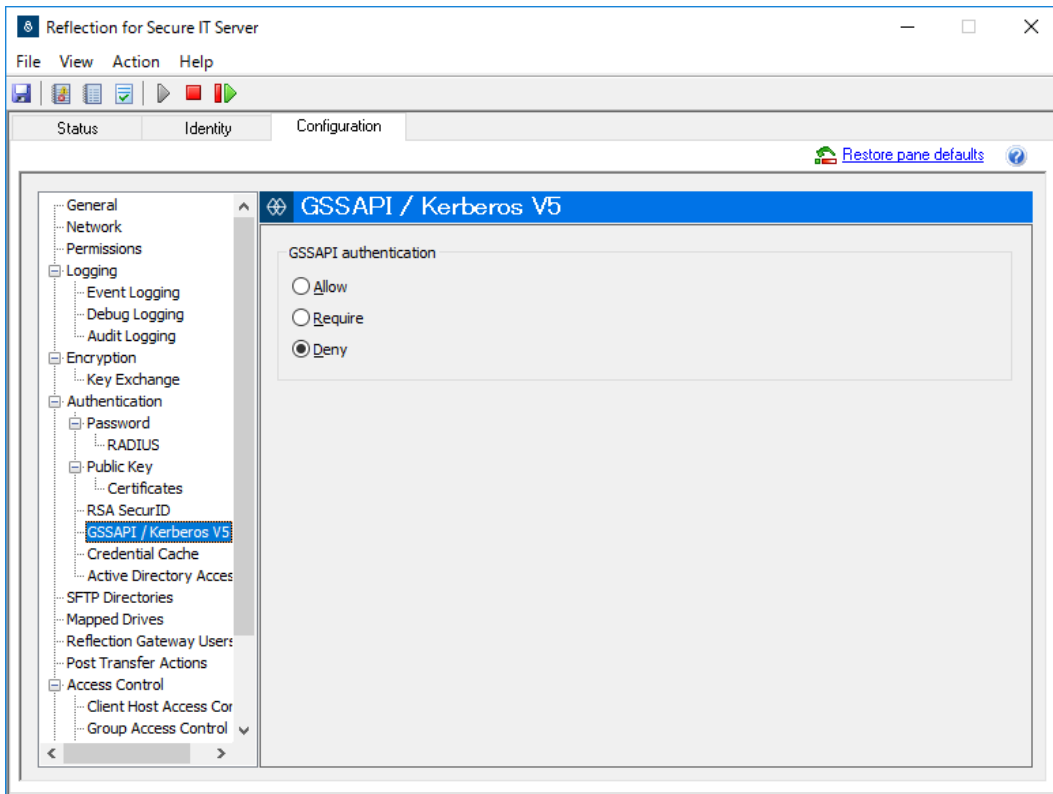 Reflection for Secure IT Server
File View Action Help
Status Identity Configuration
Restore pane defaults
General
Network
Permissions
Logging
Event Logging
Debug Logging
Audit Logging
Encryption
Key Exchange
Authentication
Password
RADIUS
Public Key
Certificates
RSA SecurID
GSSAPI / Kerberos V5
Credential Cache
Active Directory Acces
SFTP Directories
Mapped Drives
Reflection Gateway Users
Post Transfer Actions
Access Control
Client Host Access Cor
Group Access Control
GSSAPI / Kerberos V5
GSSAPI authentication
Allow
Require
Deny